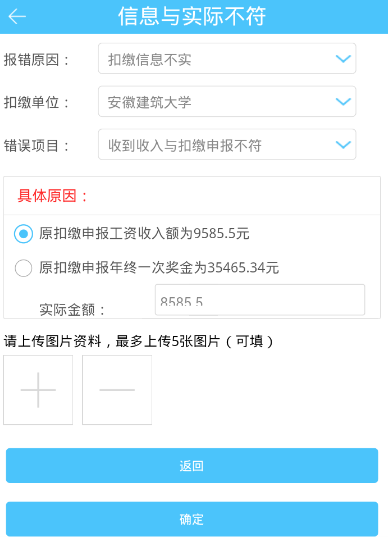 信息与实际不符
报错原因： 扣缴信息不实
扣缴单位： 安徽建筑大学
错误项目： 收到收入与扣缴申报不符
具体原因：
原扣缴申报工资收入额为9585.5元
原扣缴申报年终一次奖金为35465.34元
实际金额： 8585.5
请上传图片资料，最多上传5张图片（可填）
返回
确定